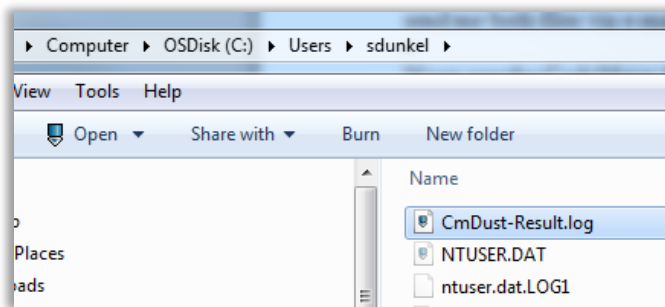 Computer OSDisk (C:) Users sdunkel
View Tools Help
Open Share with Burn New folder
Name
CmDust-Result.log
Places
NTUSER.DAT
ntuser.dat.LOG1